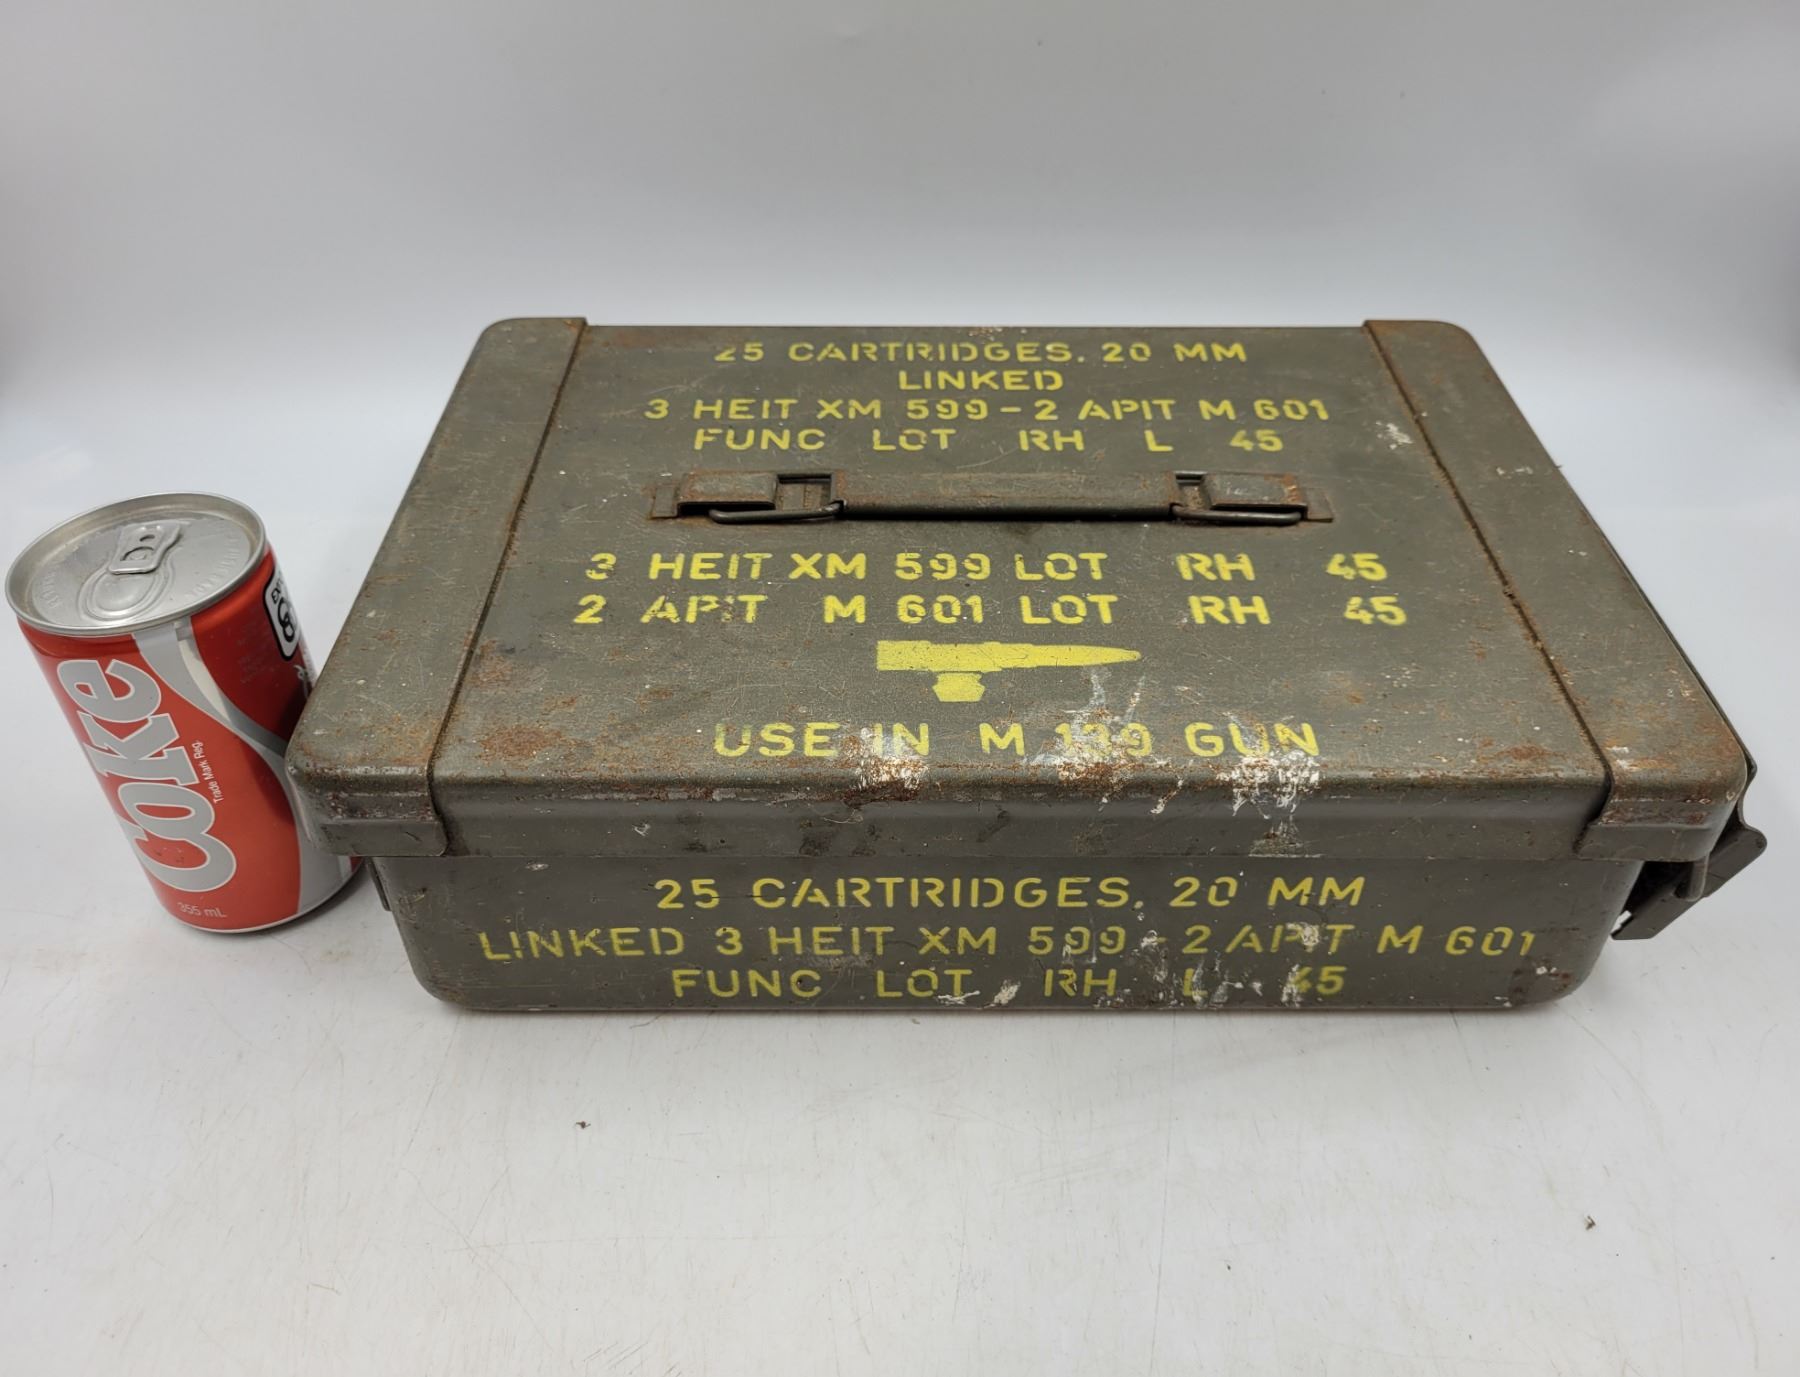 25 CARTRIDGES. 20 MM
LINKED
3 HEIT XM 599 - 2 APIT M 601
FUNC LOT RH L 45
3 HEIT XM 599 LOT RH 45
2 APIT M 601 LOT RH 45
USE IN M 139 GUN
25 CARTRIDGES. 20 MM
LINKED 3 HEIT XM 599 - 2 APIT M 601
FUNC LOT RH L 45
Coke
Trade Mark Reg.
355 mL